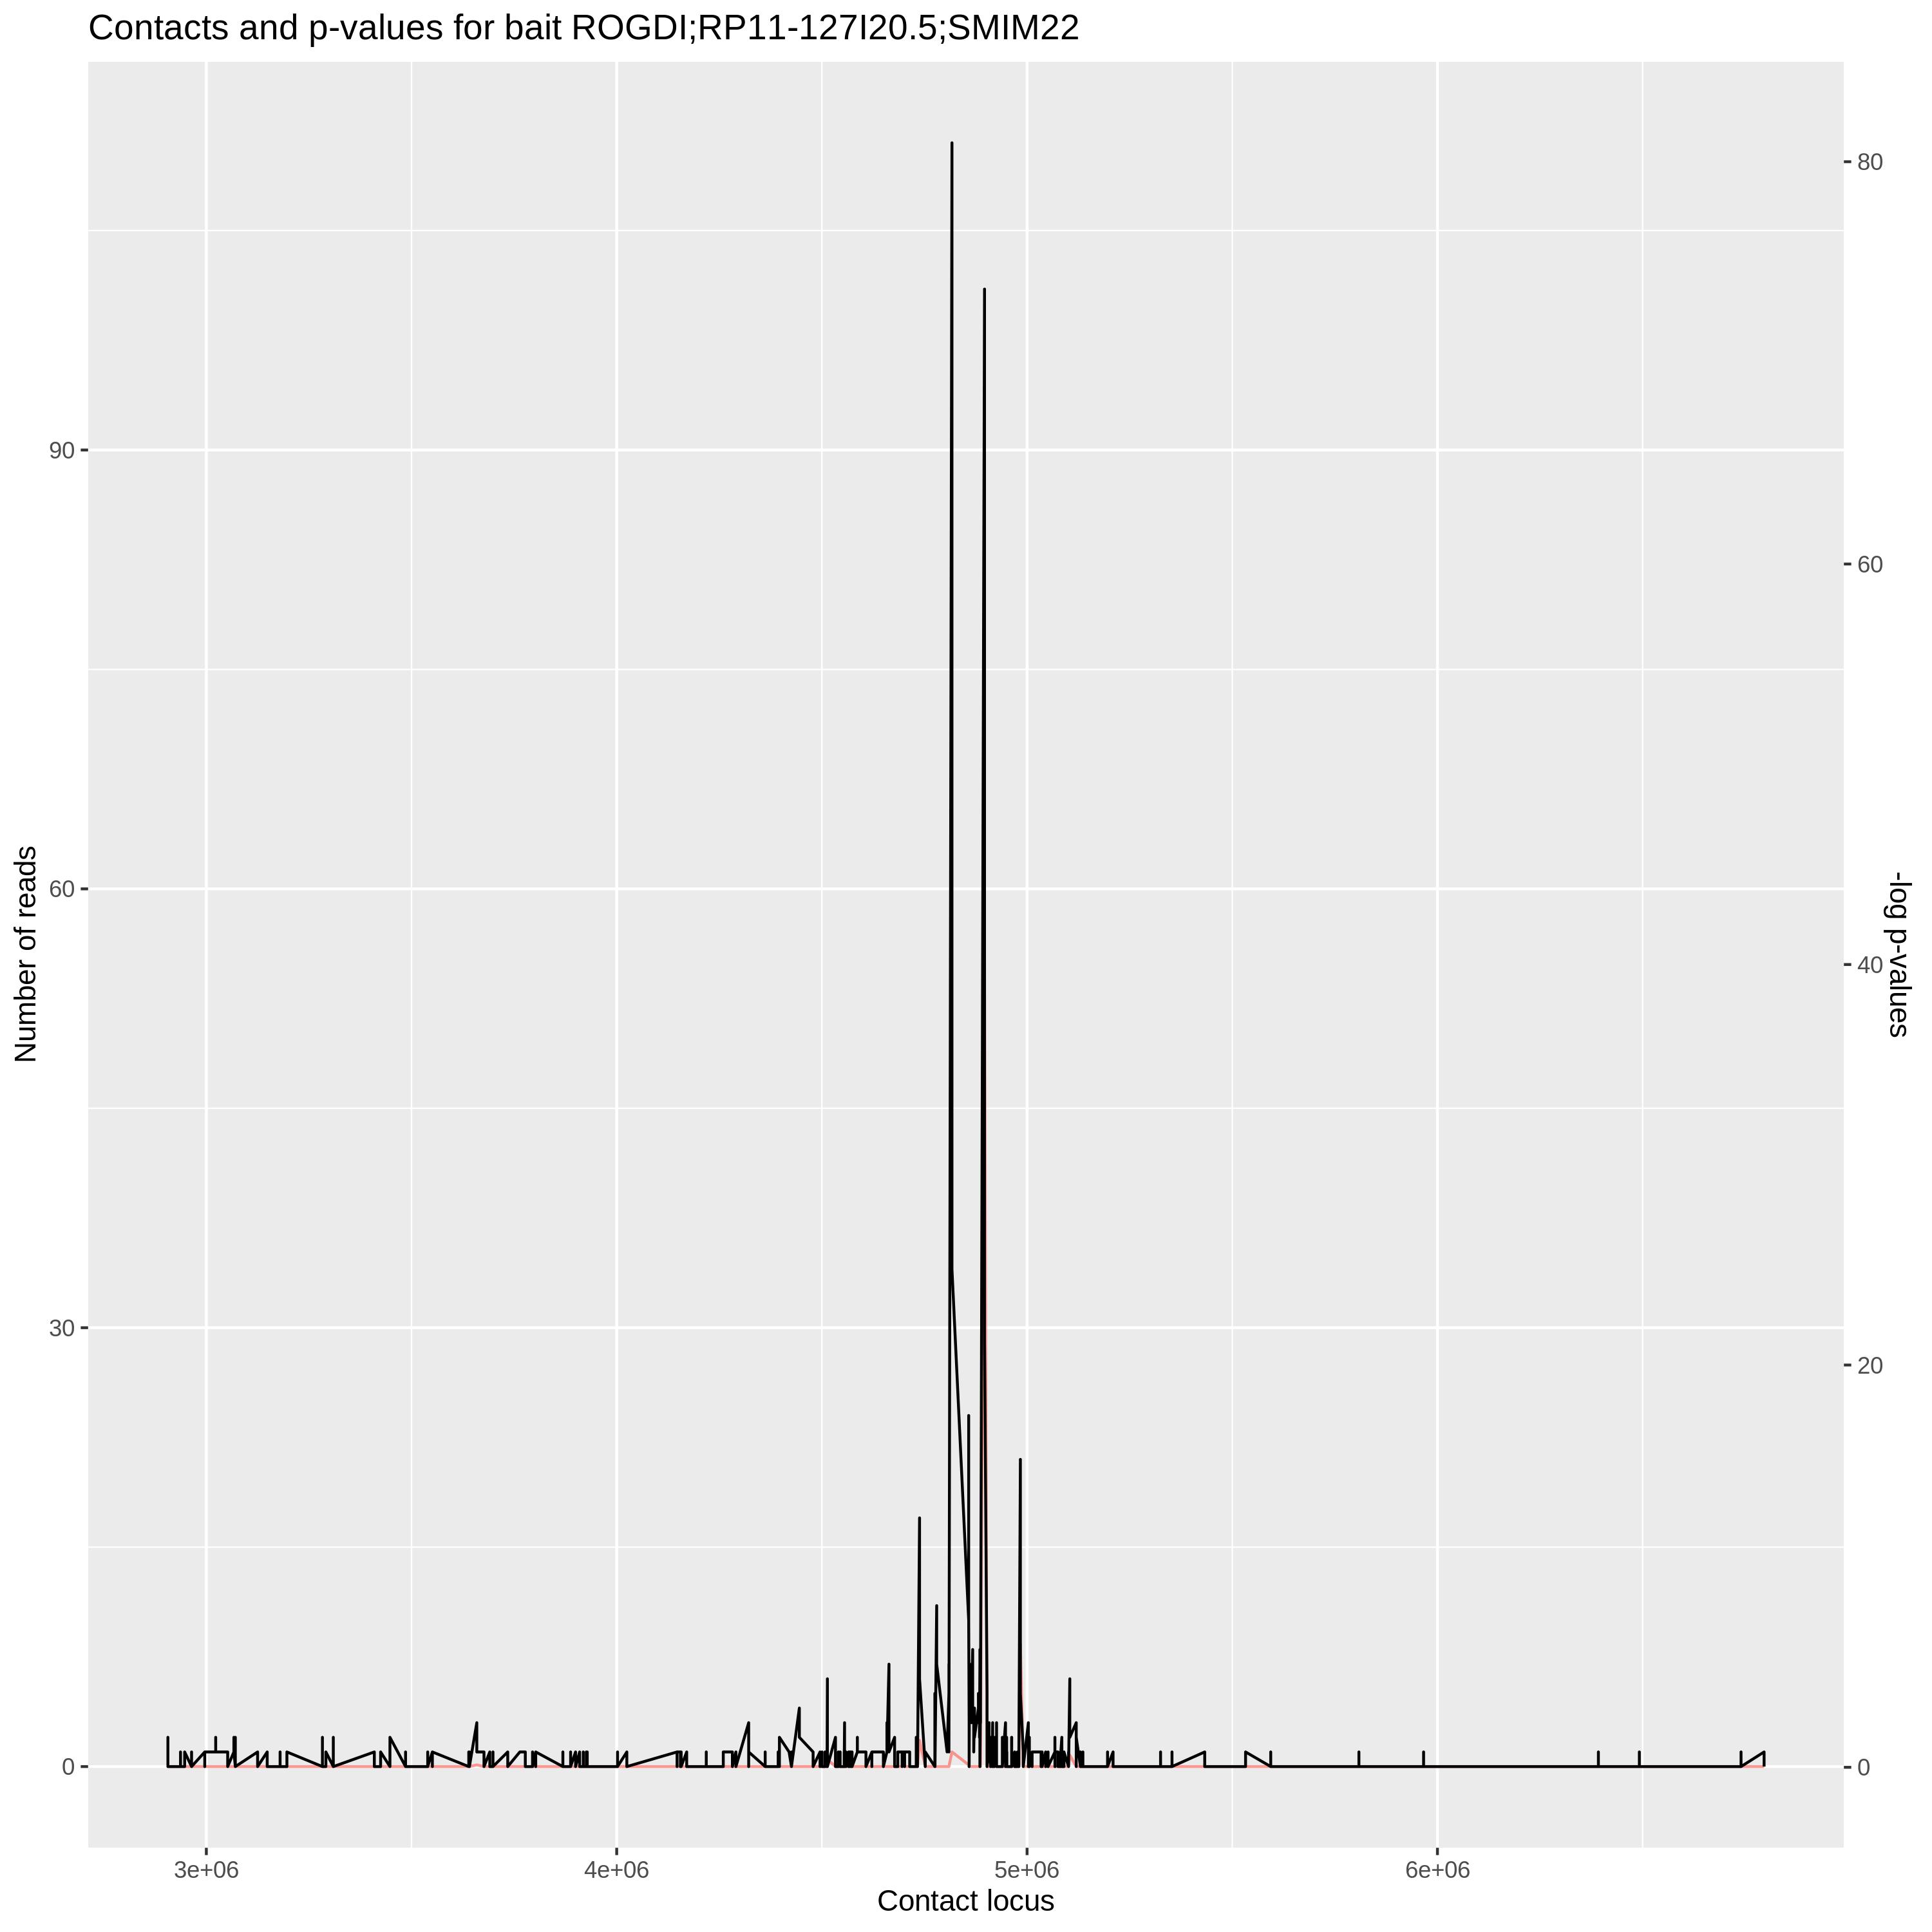 Contacts and p-values for bait ROGDI;RP11-127I20.5;SMIM22
Number of reads
90
60
30
0
80
60
40
20
0
-log p-values
3e+06
4e+06
5e+06
6e+06
Contact locus